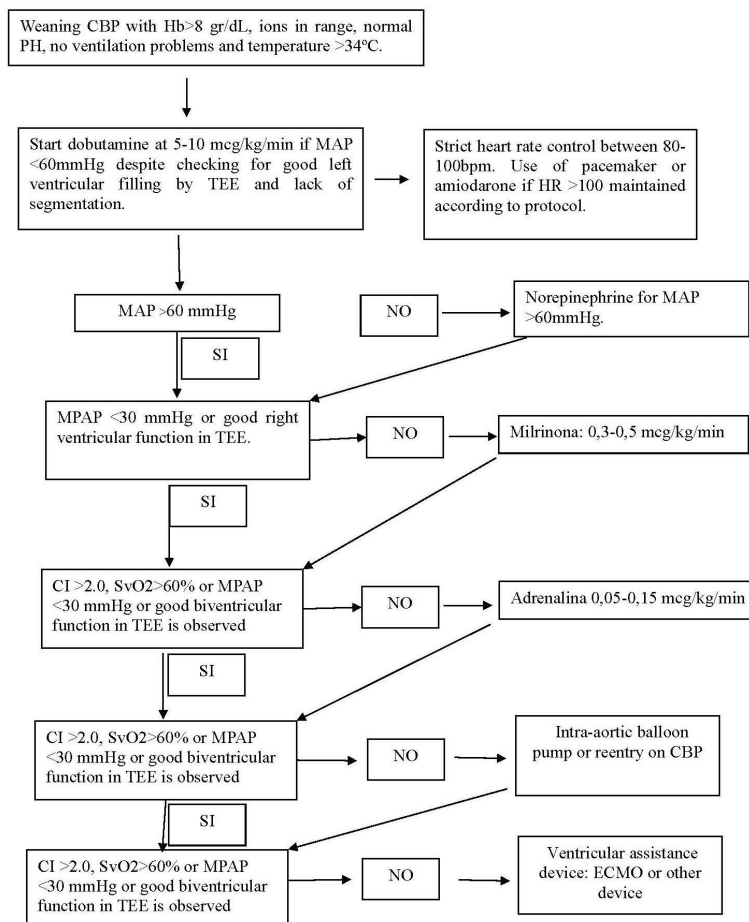 Weaning CBP with Hb>8 gr/dL, ions in range, normal
PH, no ventilation problems and temperature >34ºC.
Start dobutamine at 5-10 mcg/kg/min if MAP
<60mmHg despite checking for good left
ventricular filling by TEE and lack of
segmentation.
Strict heart rate control between 80-
100bpm. Use of pacemaker or
amiodarone if HR >100 maintained
according to protocol.
MAP >60 mmHg
NO
Norepinephrine for MAP
>60mmHg.
SI
MPAP <30 mmHg or good right
ventricular function in TEE.
NO
Milrinona: 0,3-0,5 mcg/kg/min
SI
CI >2.0, SvO2>60% or MPAP
<30 mmHg or good biventricular
function in TEE is observed
NO
Adrenalina 0,05-0,15 mcg/kg/min
SI
CI >2.0, SvO2>60% or MPAP
<30 mmHg or good biventricular
function in TEE is observed
NO
Intra-aortic balloon
pump or reentry on CBP
SI
CI >2.0, SvO2>60% or MPAP
<30 mmHg or good biventricular
function in TEE is observed
NO
Ventricular assistance
device: ECMO or other
device